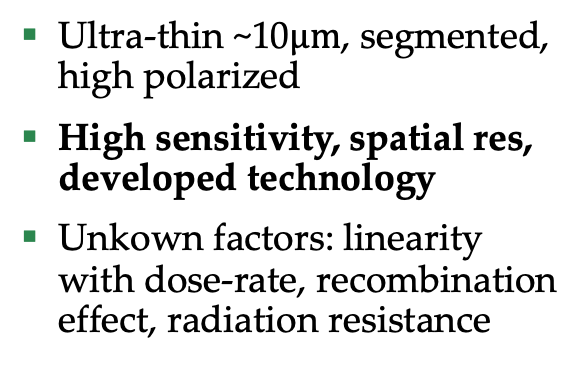 ▪ Ultra-thin ~10μm, segmented,
high polarized
▪ High sensitivity, spatial res,
developed technology
▪ Unkown factors: linearity
with dose-rate, recombination
effect, radiation resistance